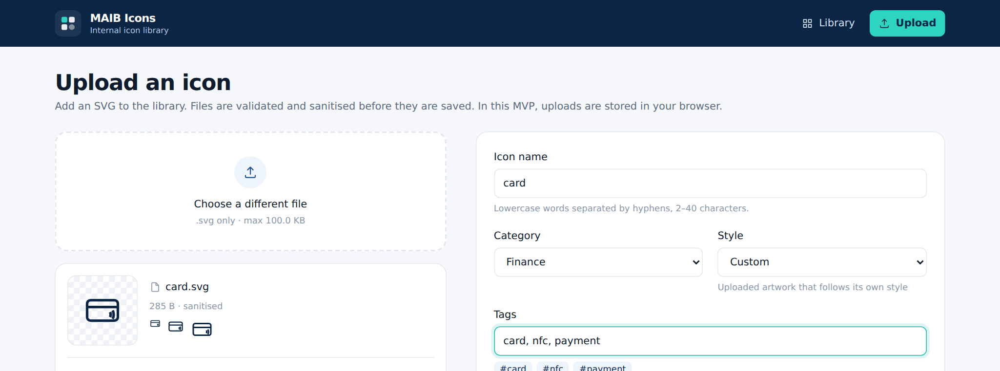 MAIB Icons
Internal icon library
Library
Upload
Upload an icon
Add an SVG to the library. Files are validated and sanitised before they are saved. In this MVP, uploads are stored in your browser.
Choose a different file
.svg only · max 100.0 KB
card.svg
285 B · sanitised
Icon name
card
Lowercase words separated by hyphens, 2–40 characters.
Category
Style
Finance
Custom
Uploaded artwork that follows its own style
Tags
card, nfc, payment
#card #nfc #payment